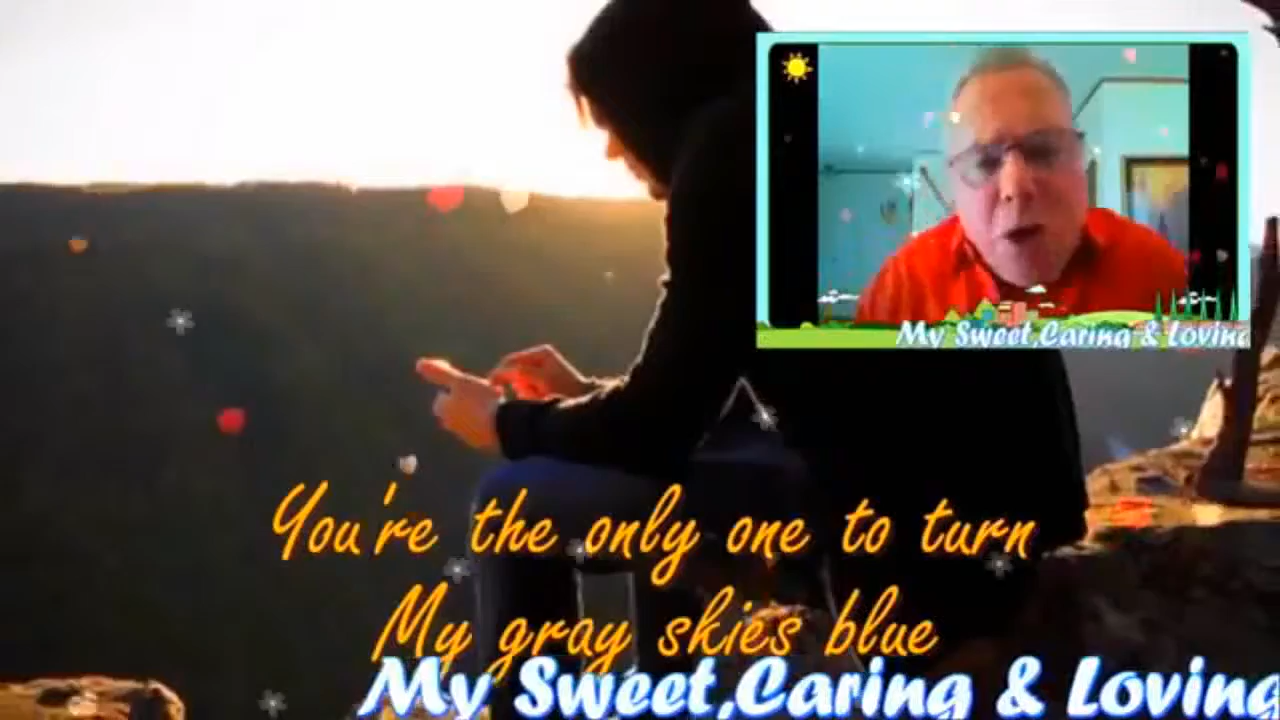 My Sweet,Caring & Loving
You're the only one to turn
My gray skies blue
My Sweet,Caring & Loving